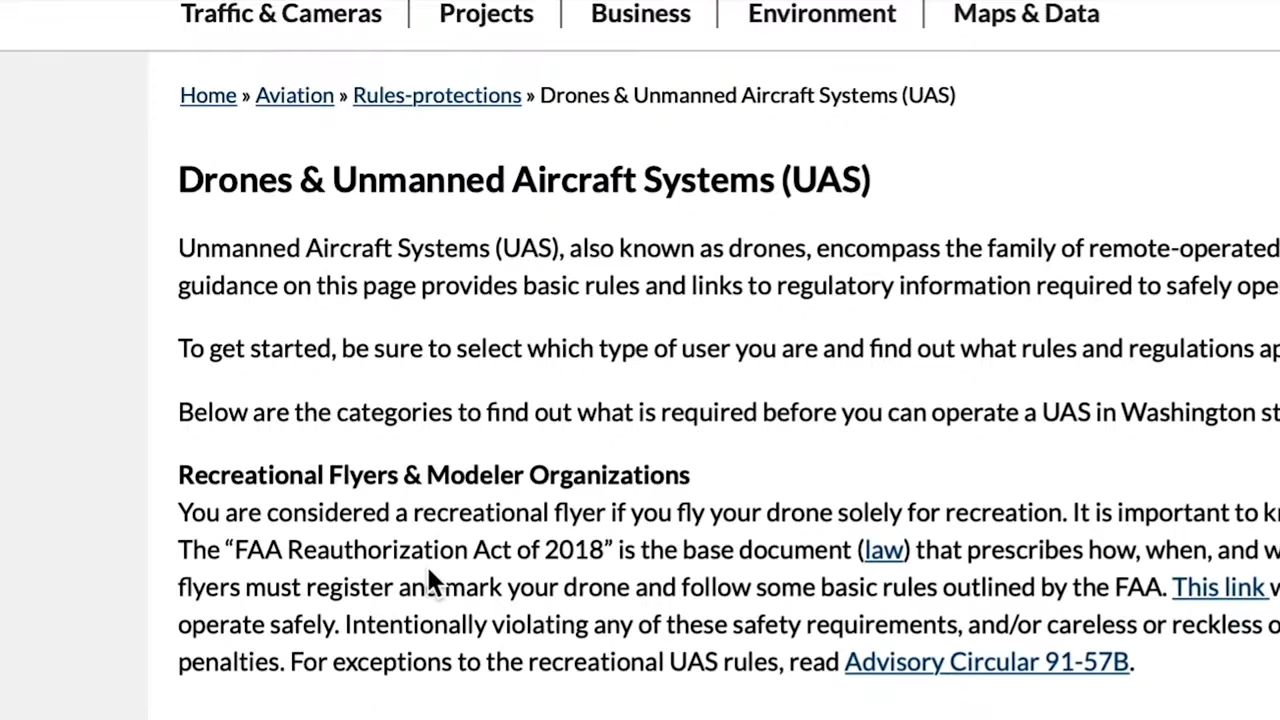 Traffic & Cameras | Projects | Business | Environment | Maps & Data
Home » Aviation » Rules-protections » Drones & Unmanned Aircraft Systems (UAS)
Drones & Unmanned Aircraft Systems (UAS)
Unmanned Aircraft Systems (UAS), also known as drones, encompass the family of remote-operated
guidance on this page provides basic rules and links to regulatory information required to safely ope
To get started, be sure to select which type of user you are and find out what rules and regulations ap
Below are the categories to find out what is required before you can operate a UAS in Washington st
Recreational Flyers & Modeler Organizations
You are considered a recreational flyer if you fly your drone solely for recreation. It is important to k
The “FAA Reauthorization Act of 2018” is the base document (law) that prescribes how, when, and w
flyers must register an mark your drone and follow some basic rules outlined by the FAA. This link w
operate safely. Intentionally violating any of these safety requirements, and/or careless or reckless o
penalties. For exceptions to the recreational UAS rules, read Advisory Circular 91-57B.